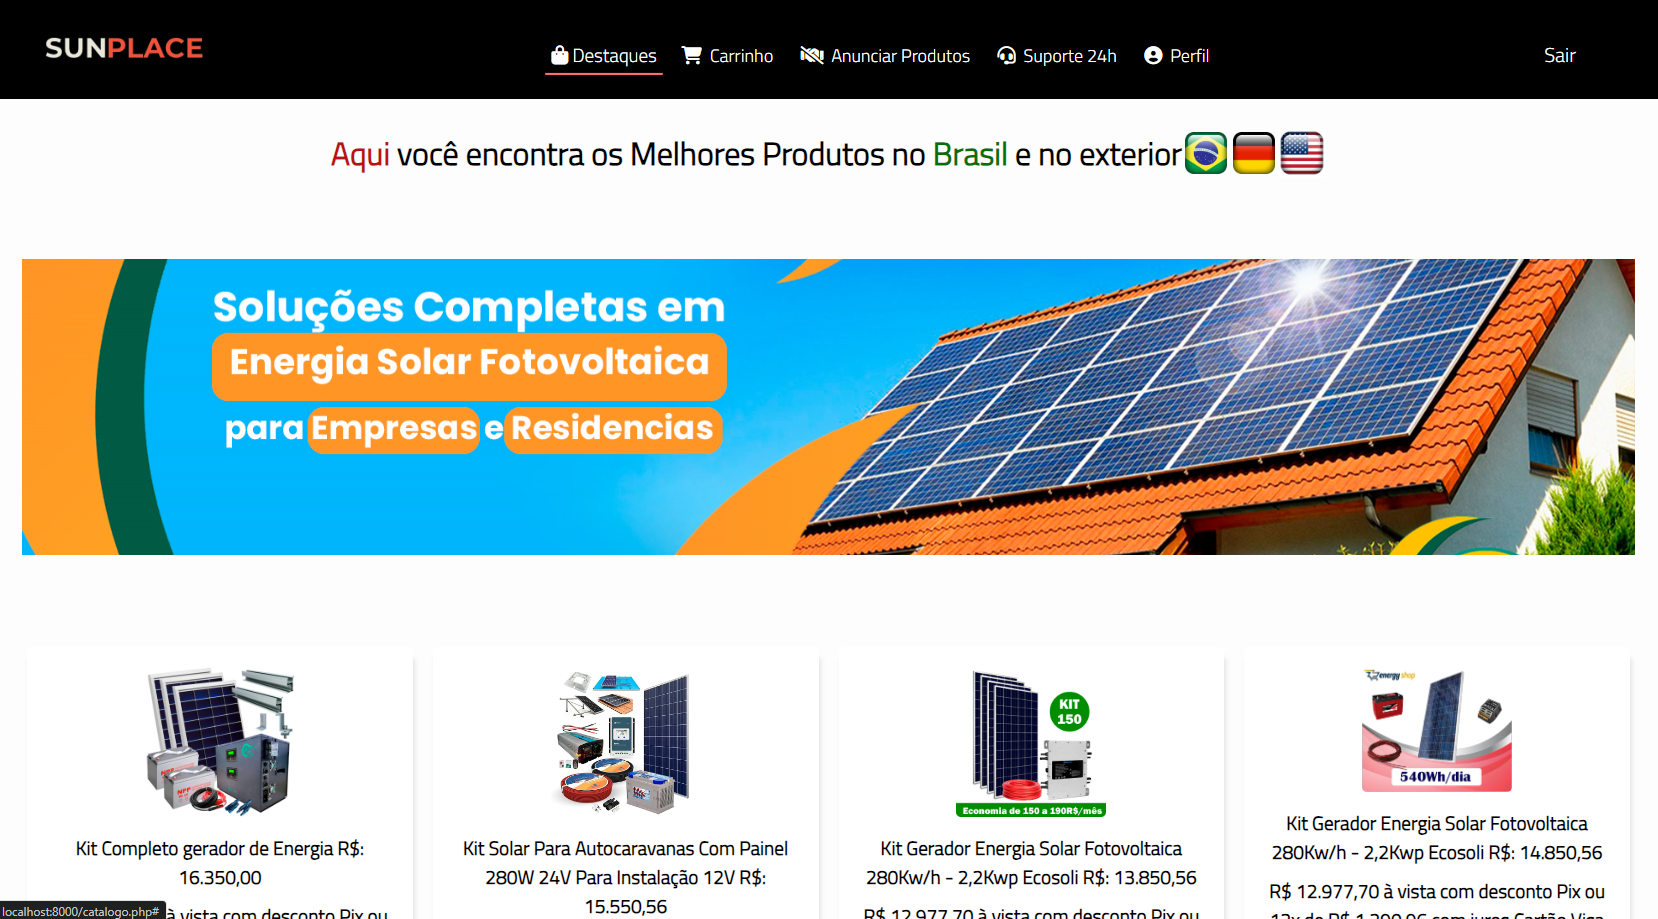 SUNPLACE
Destaques
Carrinho
Anunciar Produtos
Suporte 24h
Perfil
Sair
Aqui você encontra os Melhores Produtos no Brasil e no exterior
Soluções Completas em
Energia Solar Fotovoltaica
para Empresas e Residencias
Kit Completo gerador de Energia R$:
16.350,00
à vista com desconto Pix ou
Kit Solar Para Autocaravanas Com Painel
280W 24V Para Instalação 12V R$:
15.550,56
KIT
150
Economia de 150 a 190R$/mês
Kit Gerador Energia Solar Fotovoltaica
280Kw/h - 2,2Kwp Ecosoli R$: 13.850,56
R$ 12.977,70 à vista com desconto Pix ou
energy shop
540Wh/dia
Kit Gerador Energia Solar Fotovoltaica
280Kw/h - 2,2Kwp Ecosoli R$: 14.850,56
R$ 12.977,70 à vista com desconto Pix ou
12x de R$ 1.200,06 com juros Cartão Visa
localhost:8000/catalogo.php#